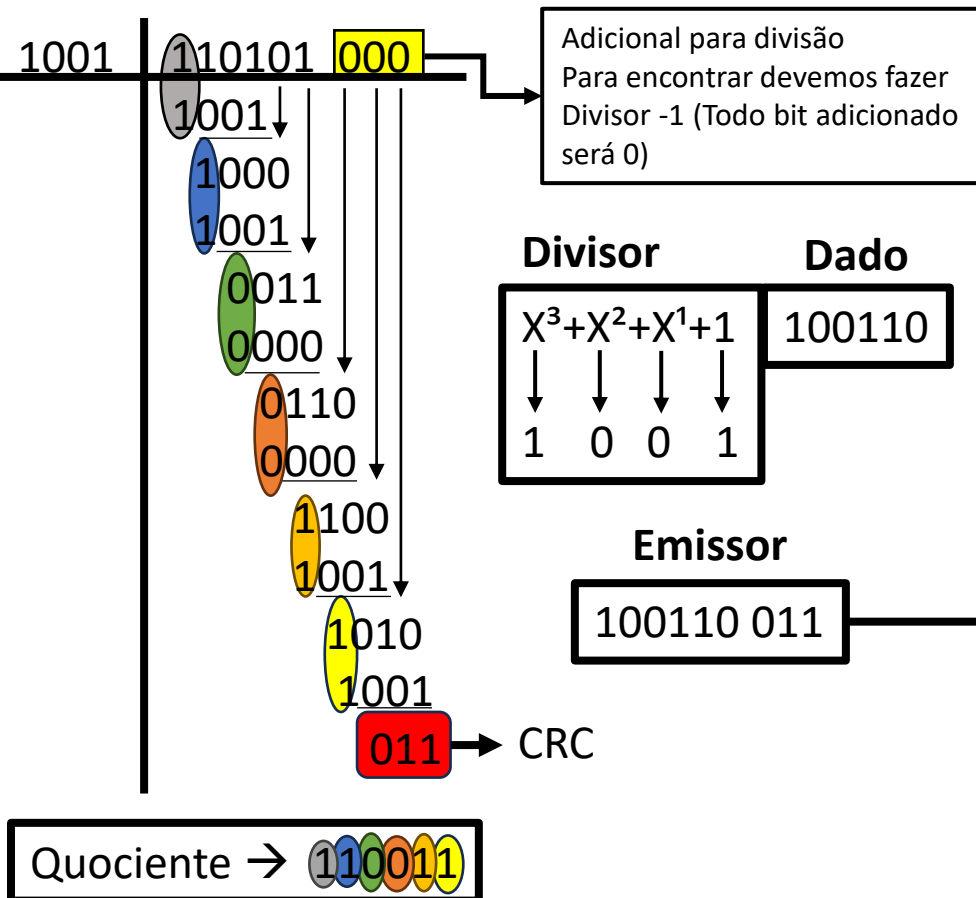 1001
110101 000
1001
1000
1001
0011
0000
0110
0000
1100
1001
1010
1001
011
CRC
Quociente → 110011
Adicional para divisão
Para encontrar devemos fazer
Divisor -1 (Todo bit adicionado
será 0)
Divisor
X³+X²+X¹+1
1 0 0 1
Dado
100110
Emissor
100110 011